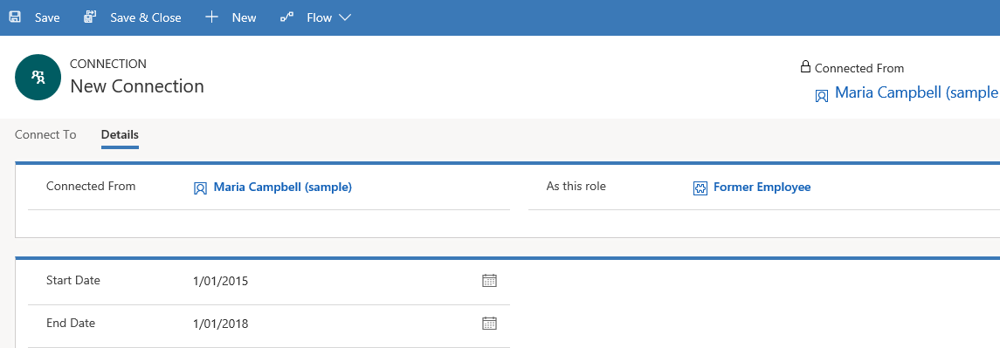 Save Save & Close New Flow
CONNECTION
New Connection
Connected From
Maria Campbell (sample
Connect To Details
Connected From Maria Campbell (sample) As this role Former Employee
Start Date 1/01/2015
End Date 1/01/2018